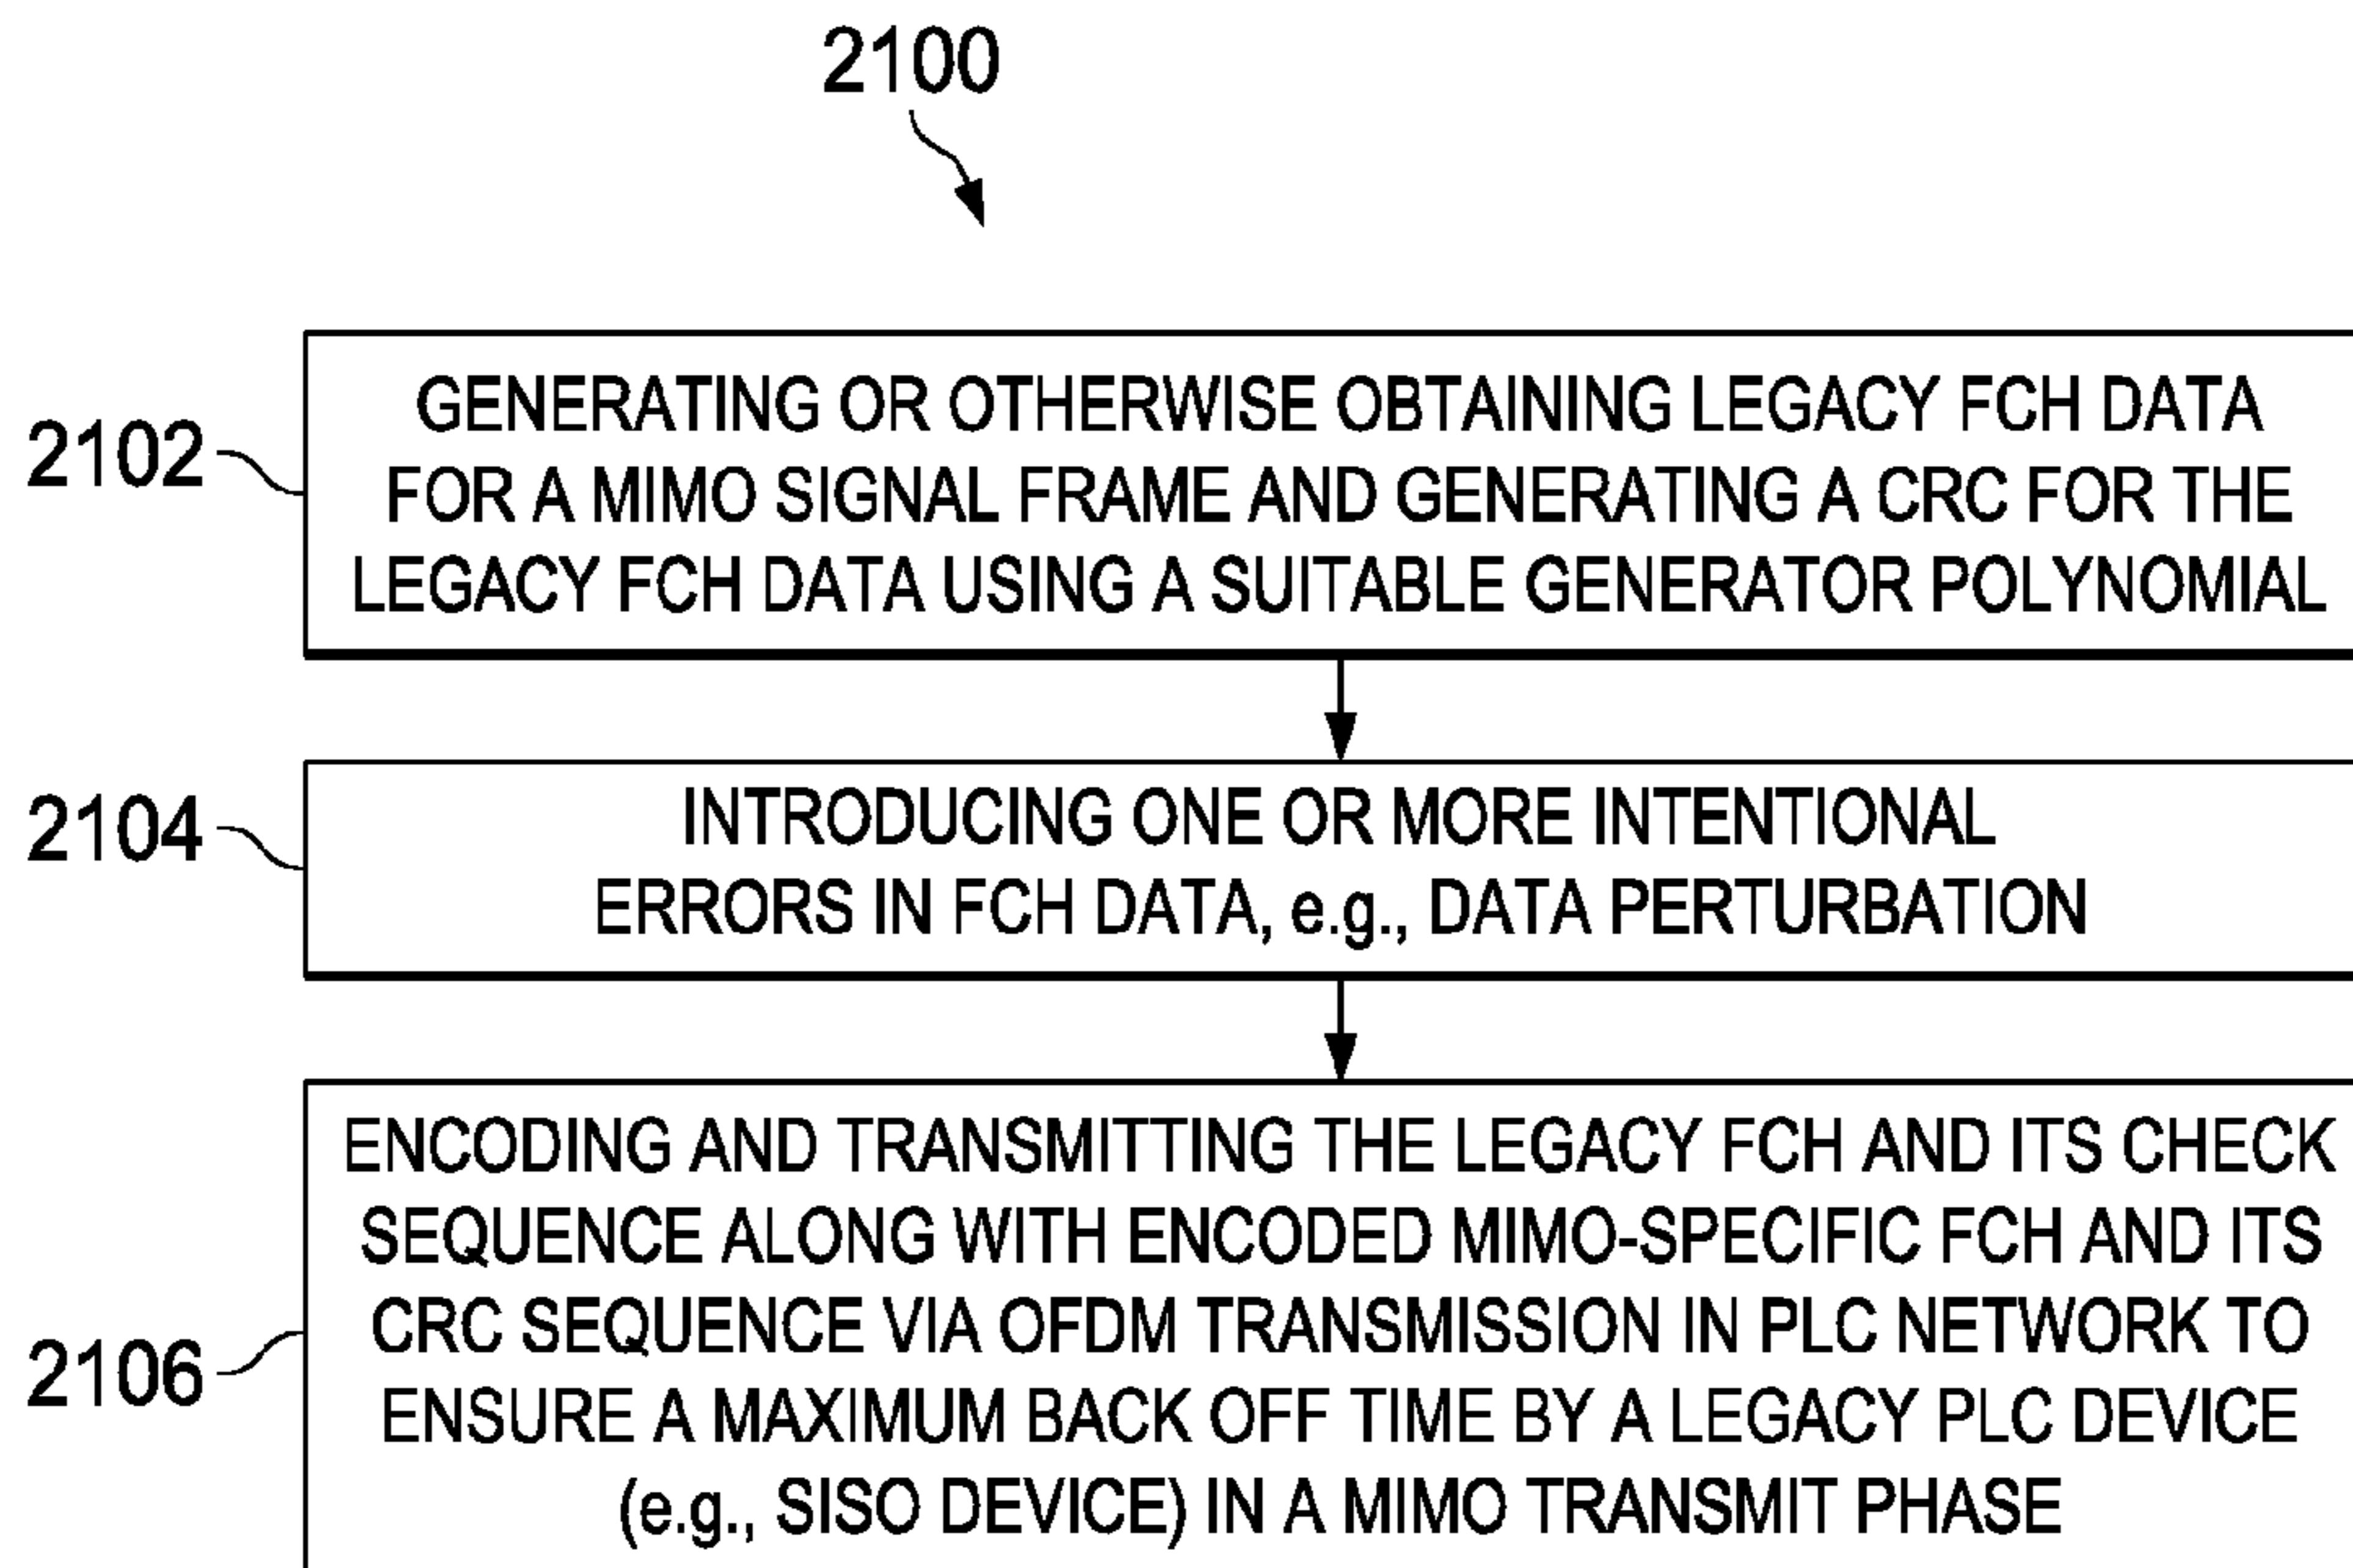 2100
2102
GENERATING OR OTHERWISE OBTAINING LEGACY FCH DATA
FOR A MIMO SIGNAL FRAME AND GENERATING A CRC FOR THE
LEGACY FCH DATA USING A SUITABLE GENERATOR POLYNOMIAL
2104
INTRODUCING ONE OR MORE INTENTIONAL
ERRORS IN FCH DATA, e.g., DATA PERTURBATION
2106
ENCODING AND TRANSMITTING THE LEGACY FCH AND ITS CHECK
SEQUENCE ALONG WITH ENCODED MIMO-SPECIFIC FCH AND ITS
CRC SEQUENCE VIA OFDM TRANSMISSION IN PLC NETWORK TO
ENSURE A MAXIMUM BACK OFF TIME BY A LEGACY PLC DEVICE
(e.g., SISO DEVICE) IN A MIMO TRANSMIT PHASE